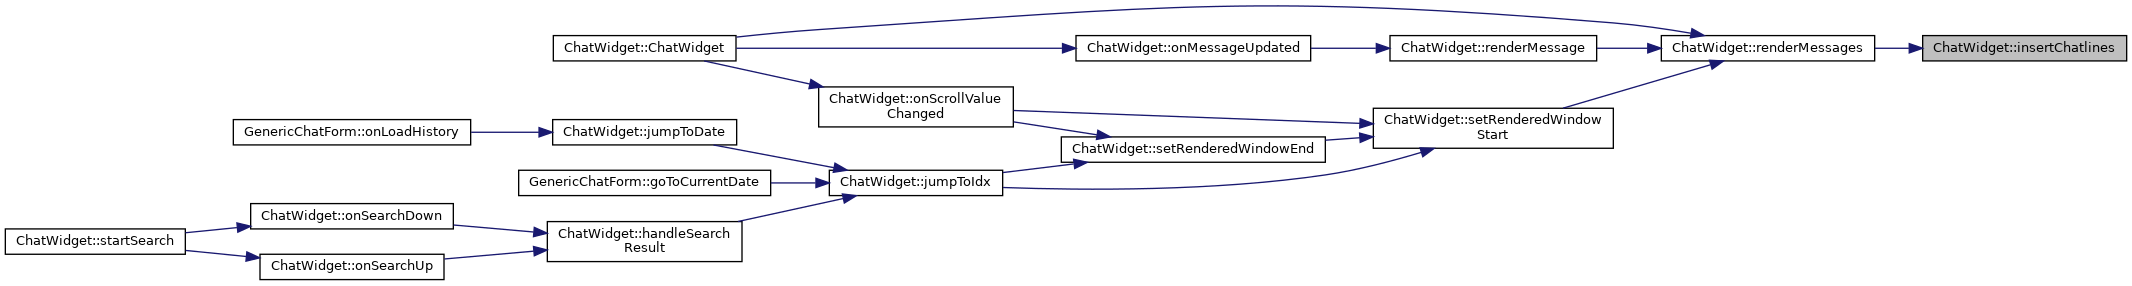 ChatWidget::ChatWidget
ChatWidget::onMessageUpdated
ChatWidget::renderMessage
ChatWidget::renderMessages
ChatWidget::insertChatlines
ChatWidget::onScrollValue
Changed
ChatWidget::setRenderedWindow
Start
GenericChatForm::onLoadHistory
ChatWidget::jumpToDate
ChatWidget::setRenderedWindowEnd
GenericChatForm::goToCurrentDate
ChatWidget::jumpToIdx
ChatWidget::onSearchDown
ChatWidget::handleSearch
Result
ChatWidget::startSearch
ChatWidget::onSearchUp